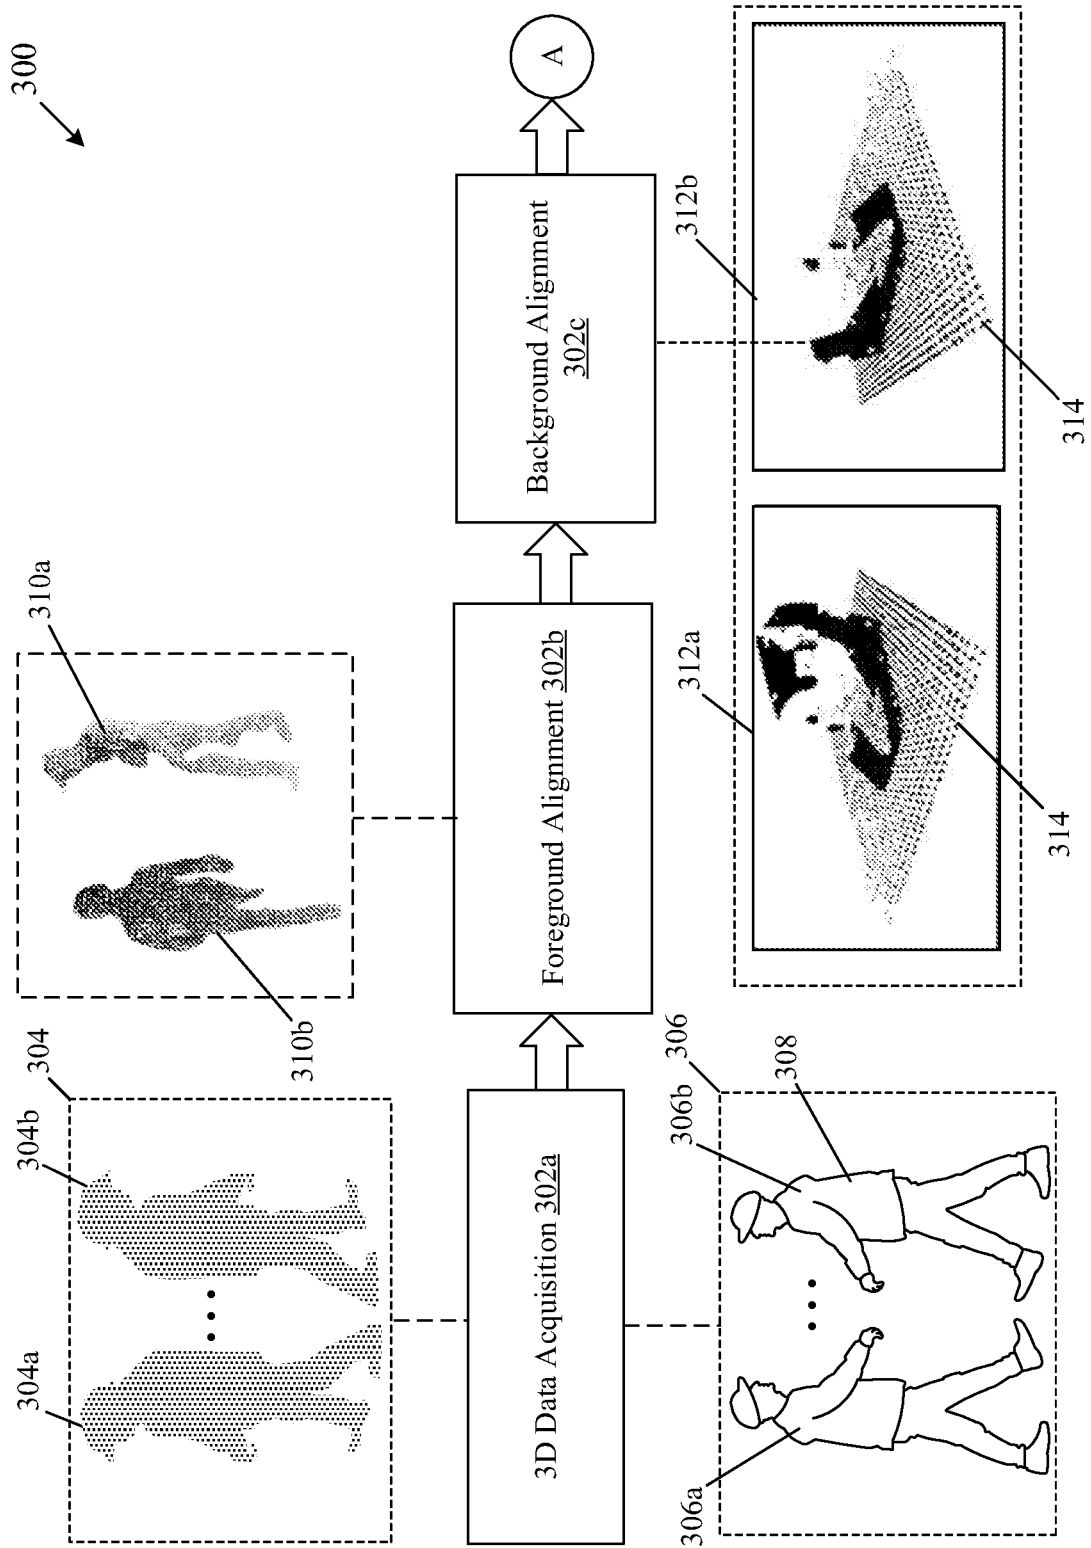 300
304
304a
304b
310a
310b
3D Data Acquisition 302a
Foreground Alignment 302b
Background Alignment
302c
A
306
306a
306b
308
312a
314
312b
314